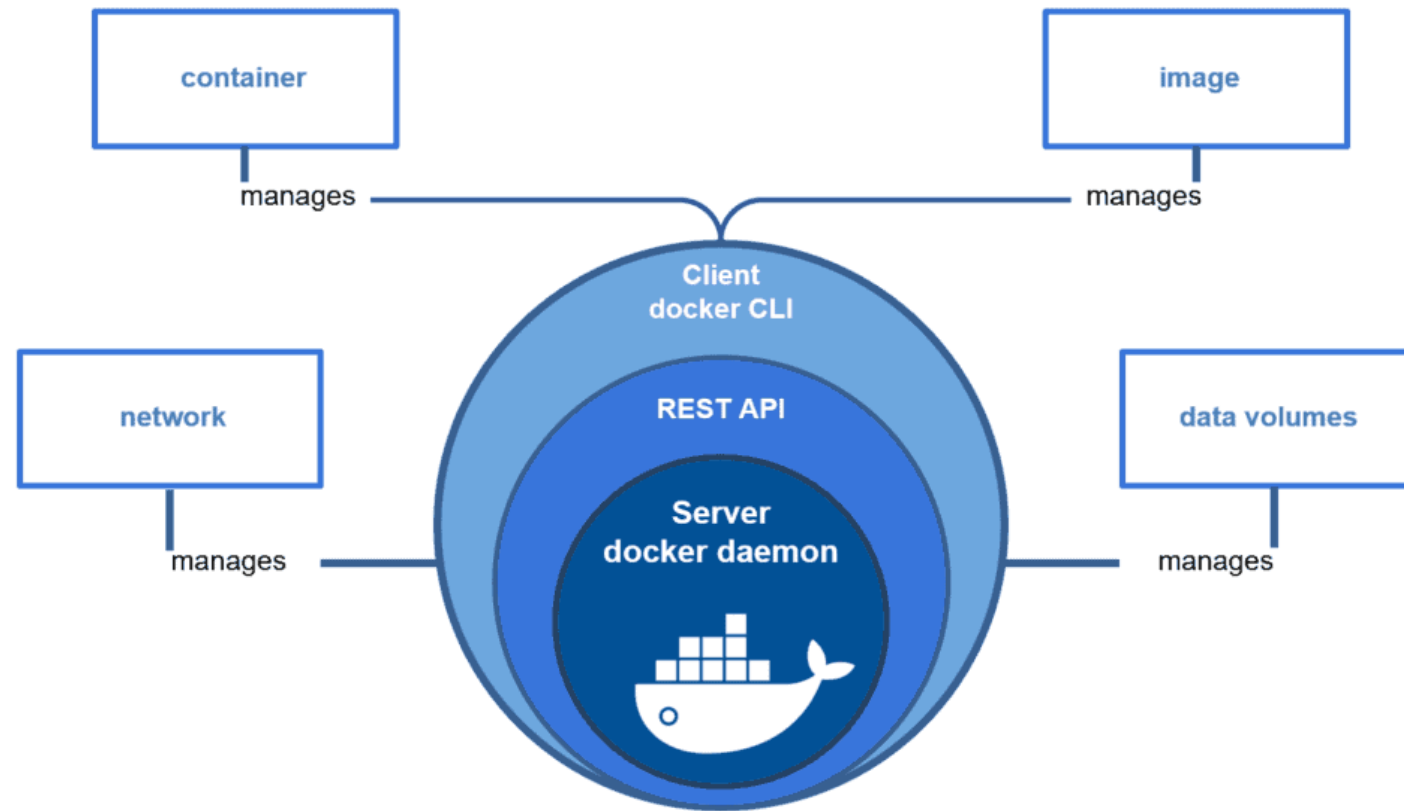 container
image
manages
manages
Client
docker CLI
network
REST API
data volumes
Server
docker daemon
manages
manages